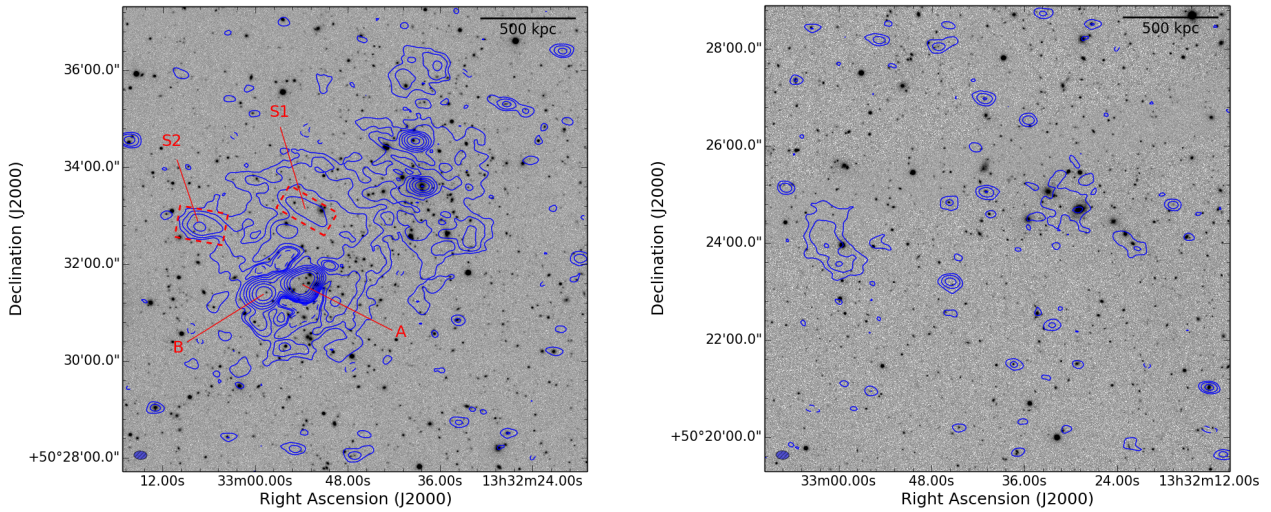 500 kpc
36'00.0"
S1
S2
34'00.0"
32'00.0"
A
B
30'00.0"
+50°28'00.0"
12.00s 33m00.00s 48.00s 36.00s 13h32m24.00s
Right Ascension (J2000)
Declination (J2000)
500 kpc
28'00.0"
26'00.0"
24'00.0"
22'00.0"
+50°20'00.0"
33m00.00s 48.00s 36.00s 24.00s 13h32m12.00s
Right Ascension (J2000)
Declination (J2000)